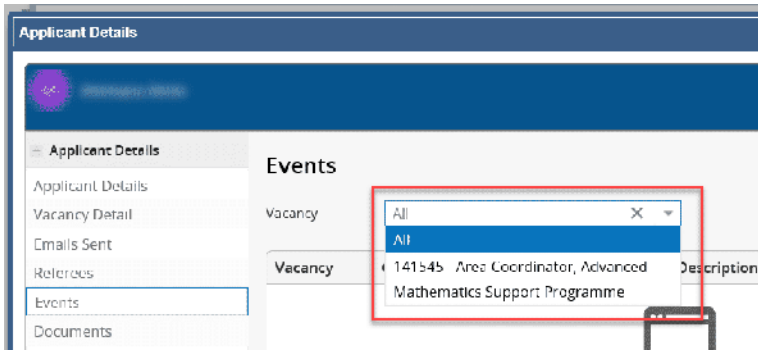 Applicant Details
Applicant Details
Applicant Details
Vacancy Detail
Emails Sent
Referees
Events
Documents
Events
Vacancy
All
All
141545 - Area Coordinator, Advanced
Mathematics Support Programme
Vacancy
Description